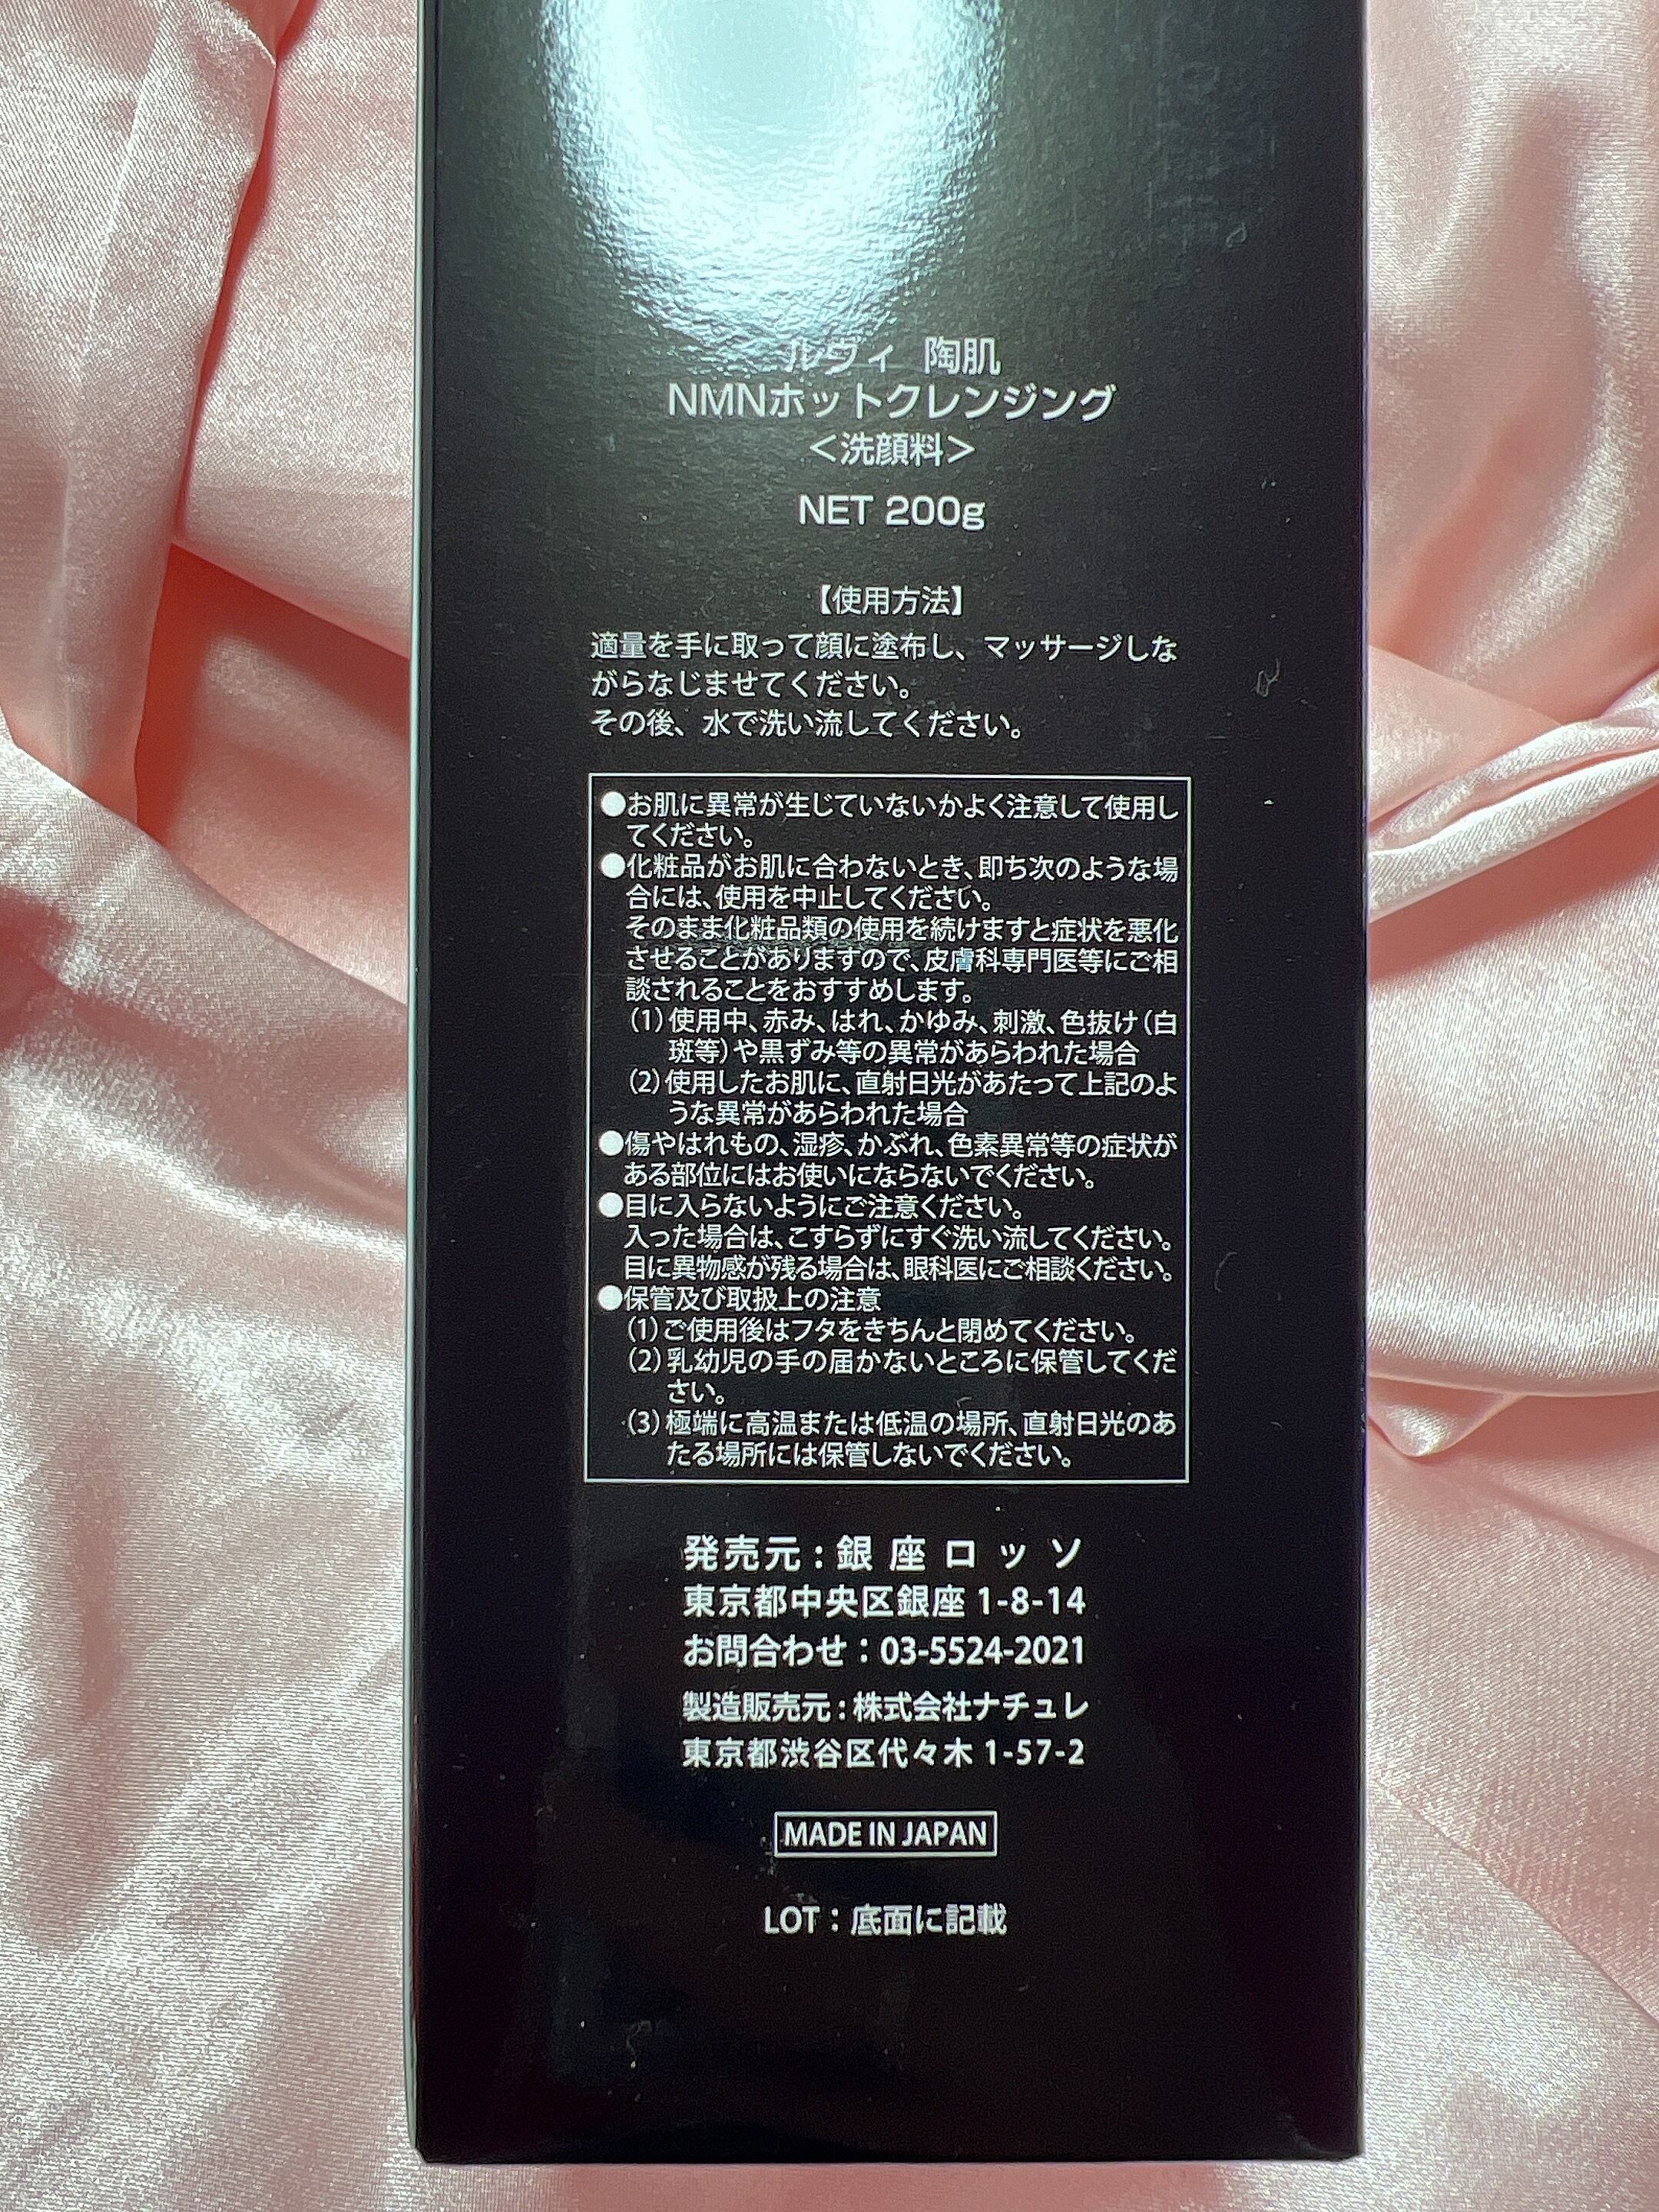 ルヴィ 陶肌
NMNホットクレンジング
＜洗顔料＞
NET 200g
【使用方法】
適量を手に取って顔に塗布し、マッサージしな
がらなじませてください。
その後、水で洗い流してください。
●お肌に異常が生じていないかよく注意して使用し
てください。
●化粧品がお肌に合わないとき、即ち次のような場
合には、使用を中止してください。
そのまま化粧品類の使用を続けますと症状を悪化
させることがありますので、皮膚科専門医等にご相
談されることをおすすめします。
(1)使用中、赤み、はれ、かゆみ、刺激、色抜け（白
斑等）や黒ずみ等の異常があらわれた場合
(2)使用したお肌に、直射日光があたって上記のよ
うな異常があらわれた場合
●傷やはれもの、湿疹、かぶれ、色素異常等の症状が
ある部位にはお使いにならないでください。
●目に入らないようにご注意ください。
入った場合は、こすらずにすぐ洗い流してください。
目に異物感が残る場合は、眼科医にご相談ください。
●保管及び取扱上の注意
(1)ご使用後はフタをきちんと閉めてください。
(2)乳幼児の手の届かないところに保管してくだ
さい。
(3)極端に高温または低温の場所、直射日光のあ
たる場所には保管しないでください。
発売元：銀座ロッソ
東京都中央区銀座 1-8-14
お問合わせ：03-5524-2021
製造販売元：株式会社ナチュレ
東京都渋谷区代々木 1-57-2
MADE IN JAPAN
LOT：底面に記載